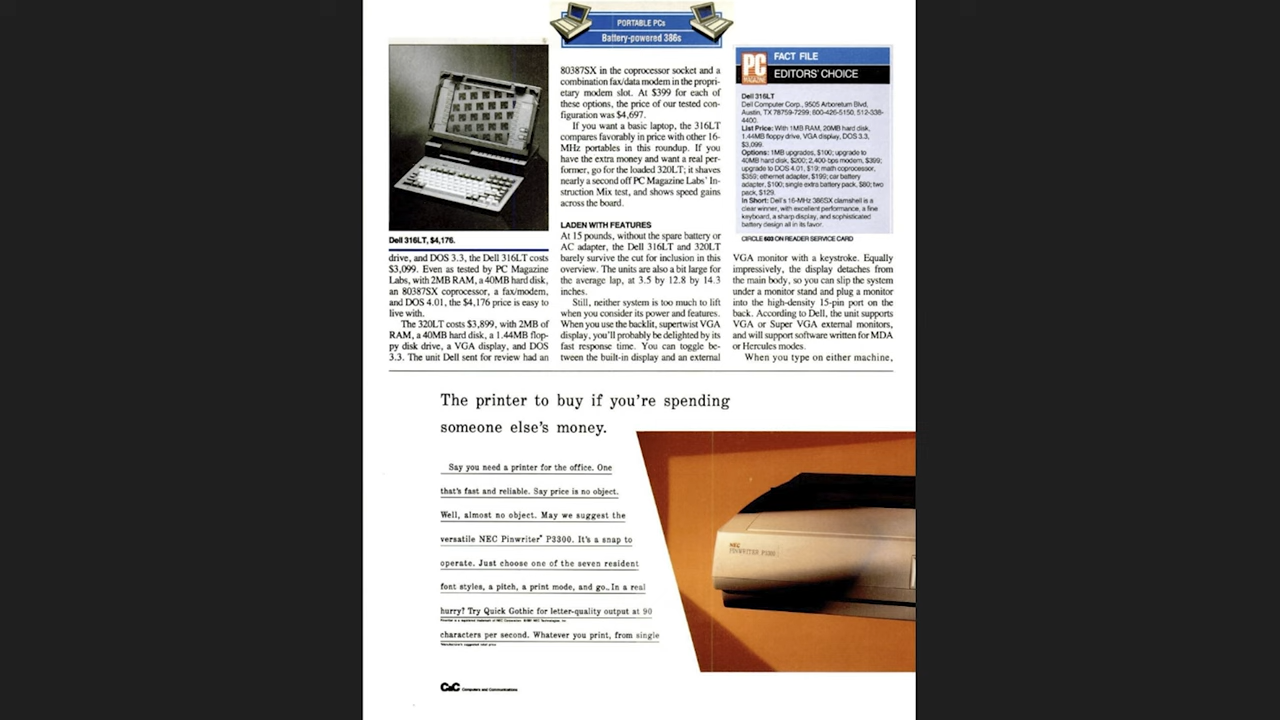 PORTABLE PCs
Battery-powered 386s
Dell 316LT, $4,176.
drive, and DOS 3.3, the Dell 316LT costs
$3,099. Even as tested by PC Magazine
Labs, with 2MB RAM, a 40MB hard disk,
an 80387SX coprocessor, a fax/modem,
and DOS 4.01, the $4,176 price is easy to
live with.
The 320LT costs $3,899, with 2MB of
RAM, a 40MB hard disk, a 1.44MB flop-
py disk drive, a VGA display, and DOS
3.3. The unit Dell sent for review had an
80387SX in the coprocessor socket and a
combination fax/data modem in the propri-
etary modem slot. At $399 for each of
these options, the price of our tested con-
figuration was $4,697.
If you want a basic laptop, the 316LT
compares favorably in price with other 16-
MHz portables in this roundup. If you
have the extra money and want a real per-
former, go for the loaded 320LT; it shaves
nearly a second off PC Magazine Labs' In-
struction Mix test, and shows speed gains
across the board.
LADEN WITH FEATURES
At 15 pounds, without the spare battery or
AC adapter, the Dell 316LT and 320LT
barely survive the cut for inclusion in this
overview. The units are also a bit large for
the average lap, at 3.5 by 12.8 by 14.3
inches.
Still, neither system is too much to lift
when you consider its power and features.
When you use the backlit, supertwist VGA
display, you'll probably be delighted by its
fast response time. You can toggle be-
tween the built-in display and an external
PC
MAGAZINE
FACT FILE
EDITORS' CHOICE
Dell 316LT
Dell Computer Corp., 9505 Arboretum Blvd,
Austin, TX 78759-7299; 800-426-5150, 512-338-
4400.
List Price: With 1MB RAM, 20MB hard disk,
1.44MB floppy drive, VGA display, DOS 3.3,
$3,099.
Options: 1MB upgrades, $100; upgrade to
40MB hard disk, $200; 2,400-bps modem, $399;
upgrade to DOS 4.01, $19; math coprocessor,
$359; ethernet adapter, $199; car battery
adapter, $100; single extra battery pack, $80; two
pack, $129.
In Short: Dell's 16-MHz 386SX clamshell is a
clear winner, with excellent performance, a fine
keyboard, a sharp display, and sophisticated
battery design all in its favor.
CIRCLE 603 ON READER SERVICE CARD
VGA monitor with a keystroke. Equally
impressively, the display detaches from
the main body, so you can slip the system
under a monitor stand and plug a monitor
into the high-density 15-pin port on the
back. According to Dell, the unit supports
VGA or Super VGA external monitors,
and will support software written for MDA
or Hercules modes.
When you type on either machine,
The printer to buy if you're spending
someone else's money.
Say you need a printer for the office. One
that's fast and reliable. Say price is no object.
Well, almost no object. May we suggest the
versatile NEC Pinwriter* P3300. It's a snap to
operate. Just choose one of the seven resident
font styles, a pitch, a print mode, and go. In a real
hurry? Try Quick Gothic for letter-quality output at 90
characters per second. Whatever you print, from single
NEC
PINWRITER
C&C Computers and Communications